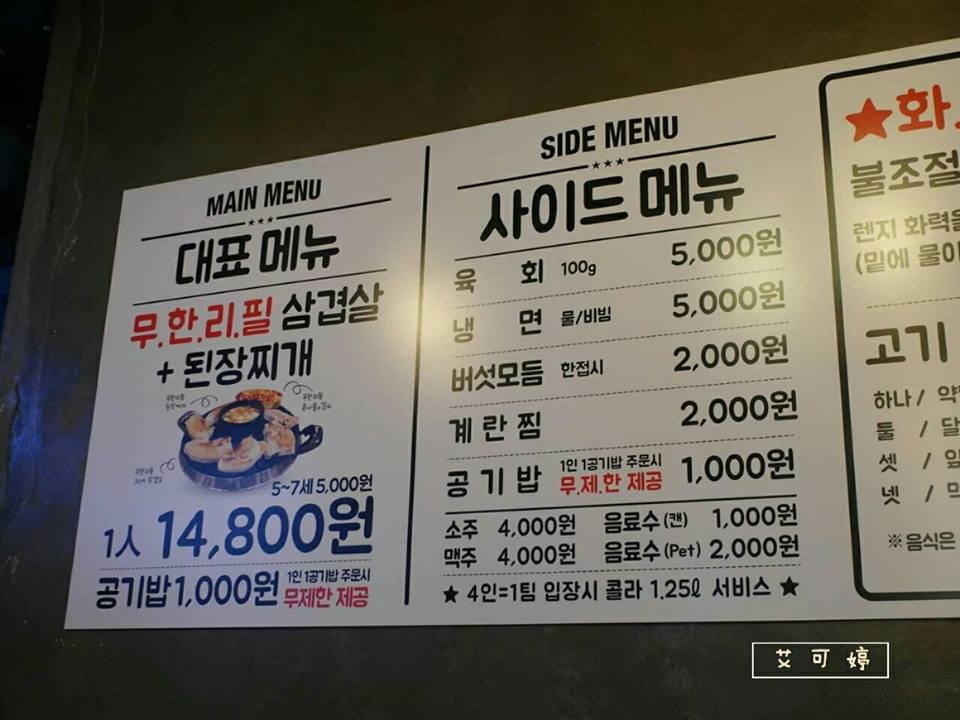 MAIN MENU
대표 메뉴
무.한.리.필 삼겹살
+ 된장찌개
5~7세 5,000원
1人 14,800원
공기밥 1,000원 1인 1공기밥 주문시
무제한 제공
SIDE MENU
사이드 메뉴
육 회 100g 5,000원
냉 면 물/비빔 5,000원
버섯모듬 한접시 2,000원
계 란 찜 2,000원
공 기 밥 1인 1공기밥 주문시 무.제.한 제공 1,000원
소주 4,000원 음료수(캔) 1,000원
맥주 4,000원 음료수(Pet) 2,000원
★ 4인=1팀 입장시 콜라 1.25ℓ 서비스 ★
★화.
불조절
렌지 화력을
(밑에 물이
고기
하나 / 약
둘 / 달
셋 /
넷 /
※음식은
艾可婷